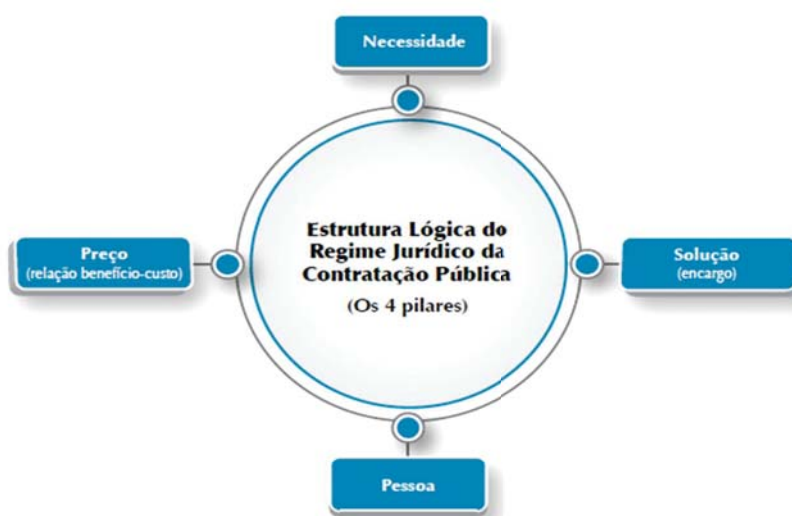 Necessidade
Estrutura Lógica do
Regime Jurídico da
Contratação Pública
(Os 4 pilares)
Preço
(relação benefício-custo)
Solução
(encargo)
Pessoa